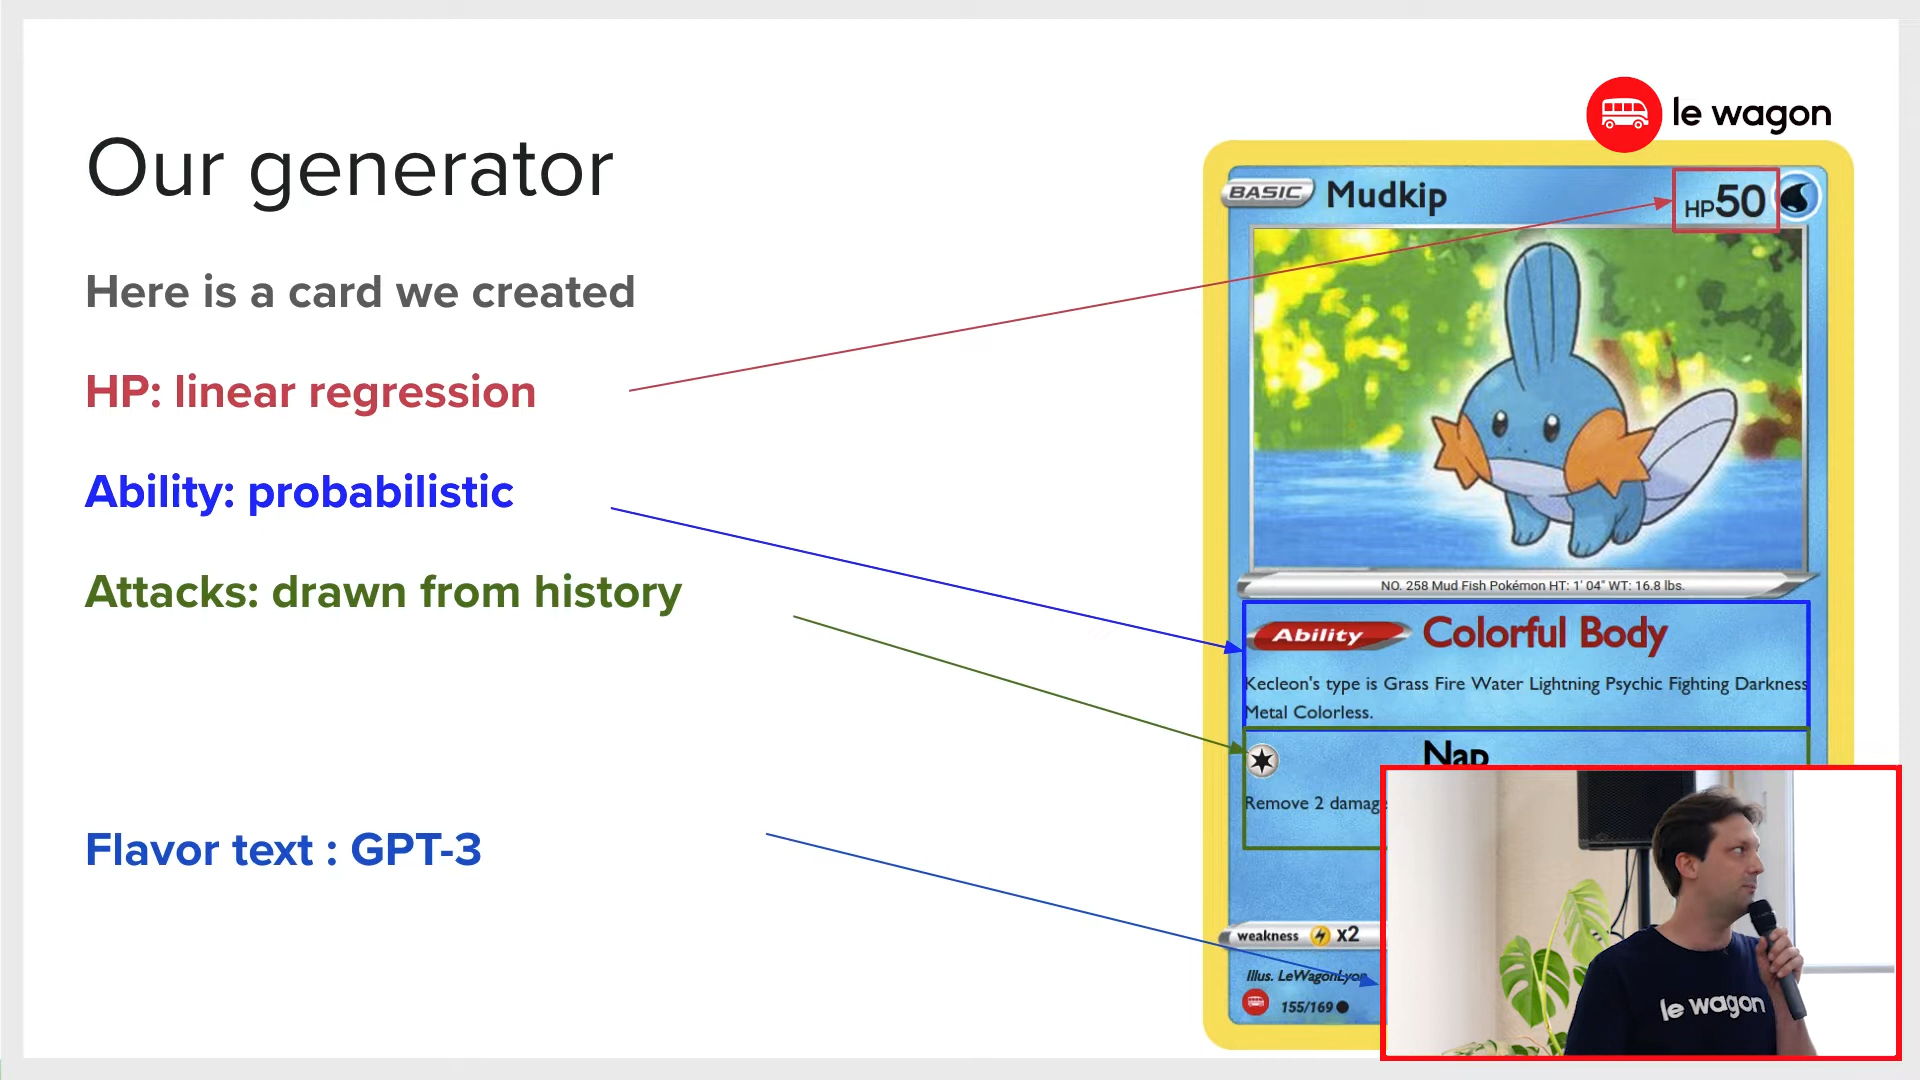 le wagon
Our generator
Here is a card we created
HP: linear regression
Ability: probabilistic
Attacks: drawn from history
Flavor text : GPT-3
BASIC Mudkip HP50
NO. 258 Mud Fish Pokémon HT: 1' 04" WT: 16.8 lbs.
Ability Colorful Body
Kecleon's type is Grass Fire Water Lightning Psychic Fighting Darkness
Metal Colorless.
Nap
Remove 2 damag
weakness x2
Illus. LeWagonLyon
155/169
le wagon